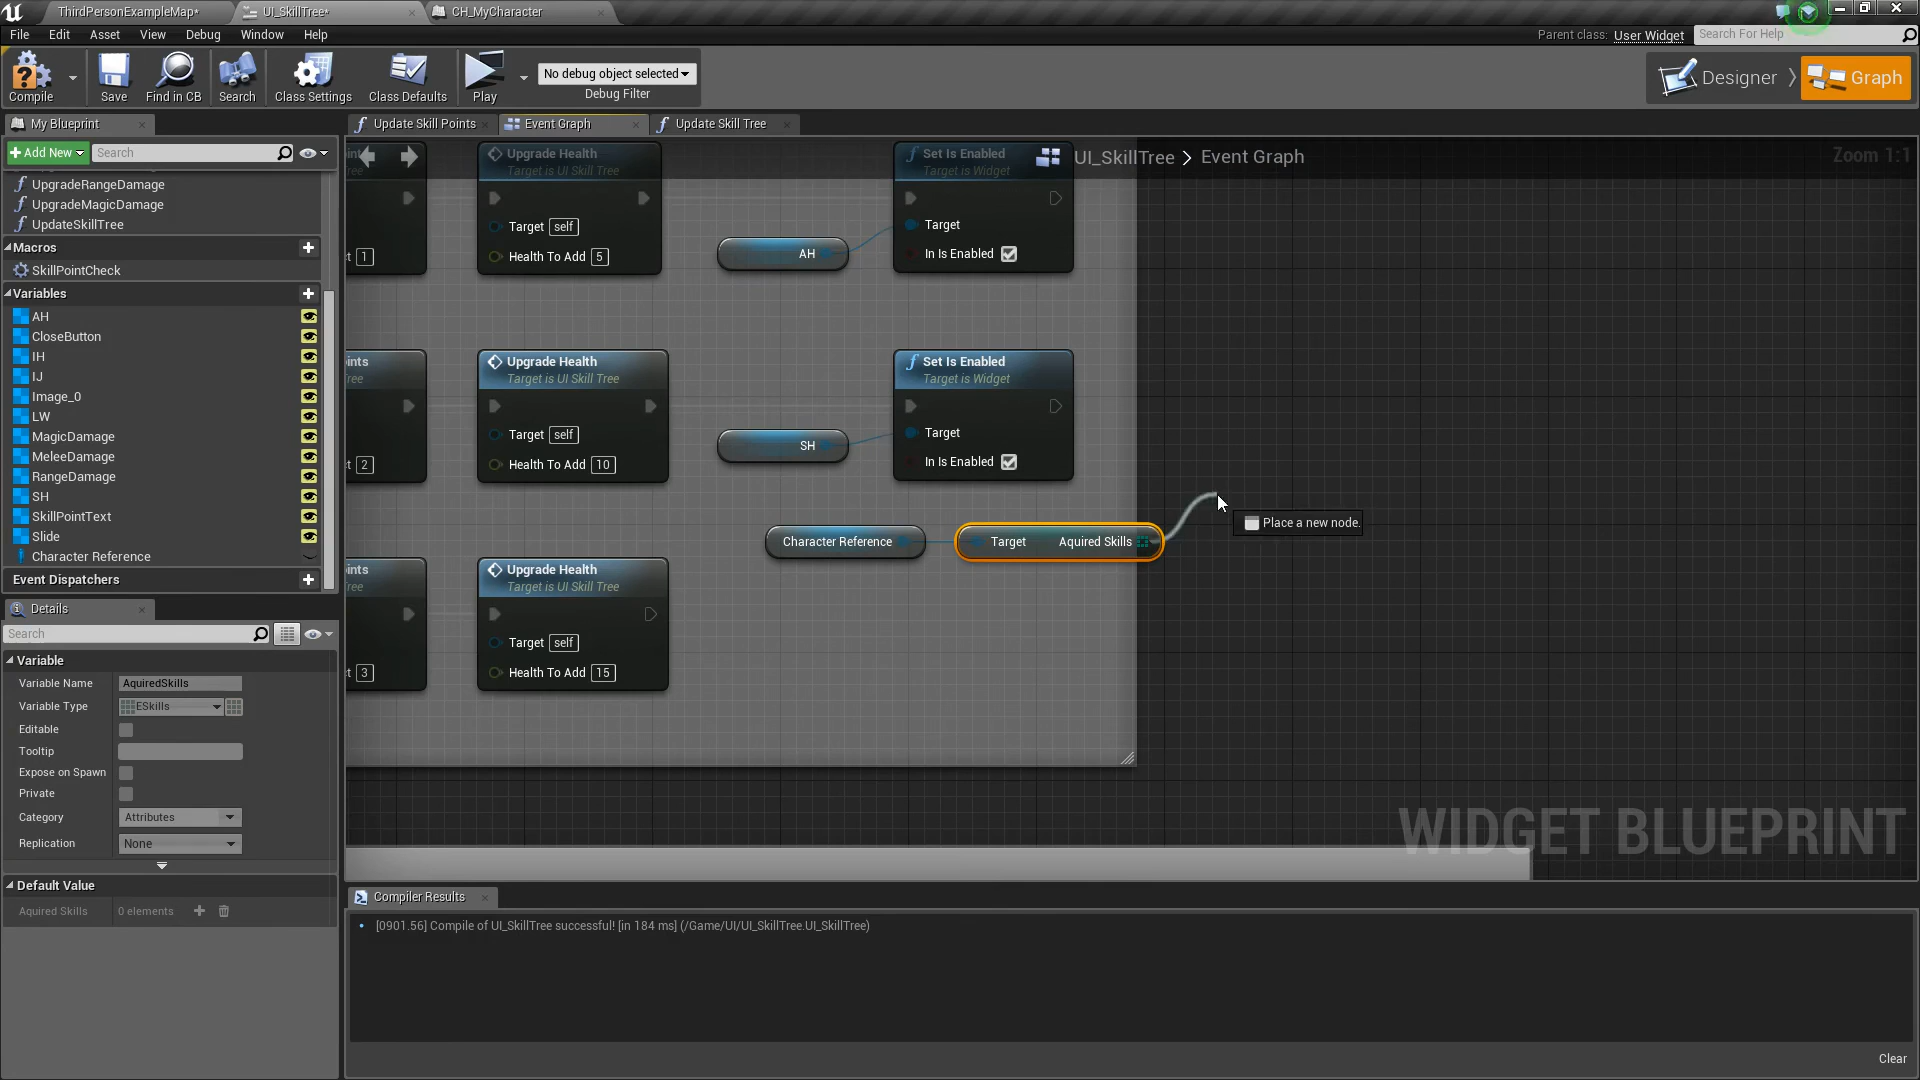 ThirdPersonExampleMap*
UI_SkillTree*
CH_MyCharacter
File Edit Asset View Debug Window Help
Parent class: User Widget
Search For Help
Compile
Save
Find in CB
Search
Class Settings
Class Defaults
Play
No debug object selected
Debug Filter
Designer
Graph
My Blueprint
Update Skill Points
Event Graph
Update Skill Tree
Add New
Search
UI_SkillTree > Event Graph
Zoom 1:1
UpgradeRangeDamage
UpgradeMagicDamage
UpdateSkillTree
Macros
SkillPointCheck
Variables
AH
CloseButton
IH
IJ
Image_0
LW
MagicDamage
MeleeDamage
RangeDamage
SH
SkillPointText
Slide
Character Reference
Event Dispatchers
Details
Search
Variable
Variable Name AquiredSkills
Variable Type ESkills
Editable
Tooltip
Expose on Spawn
Private
Category Attributes
Replication None
Default Value
Aquired Skills 0 elements
Upgrade Health
Target is UI Skill Tree
Target self
Health To Add 5
t 1
AH
Set Is Enabled
Target is Widget
Target
In Is Enabled
ints
ree
t 2
Upgrade Health
Target is UI Skill Tree
Target self
Health To Add 10
SH
Set Is Enabled
Target is Widget
Target
In Is Enabled
Character Reference
Target Aquired Skills
Place a new node.
ints
ree
t 3
Upgrade Health
Target is UI Skill Tree
Target self
Health To Add 15
WIDGET BLUEPRINT
Compiler Results
[0901.56] Compile of UI_SkillTree successful! [in 184 ms] (/Game/UI/UI_SkillTree.UI_SkillTree)
Clear